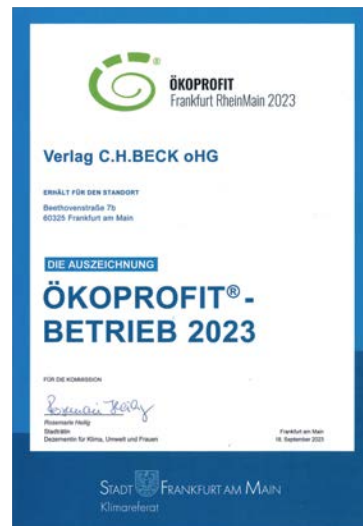 ÖKOPROFIT
Frankfurt RheinMain 2023
Verlag C.H.BECK oHG
ERHÄLT FÜR DEN STANDORT
Beethovenstraße 7b
60325 Frankfurt am Main
DIE AUSZEICHNUNG
ÖKOPROFIT® -
BETRIEB 2023
FÜR DIE KOMMISSION
Rosemarie Heilig
Rosemarie Heilig
Stadträtin
Dezernentin für Klima, Umwelt und Frauen
Frankfurt am Main
18. September 2023
STADT FRANKFURT AM MAIN
Klimareferat